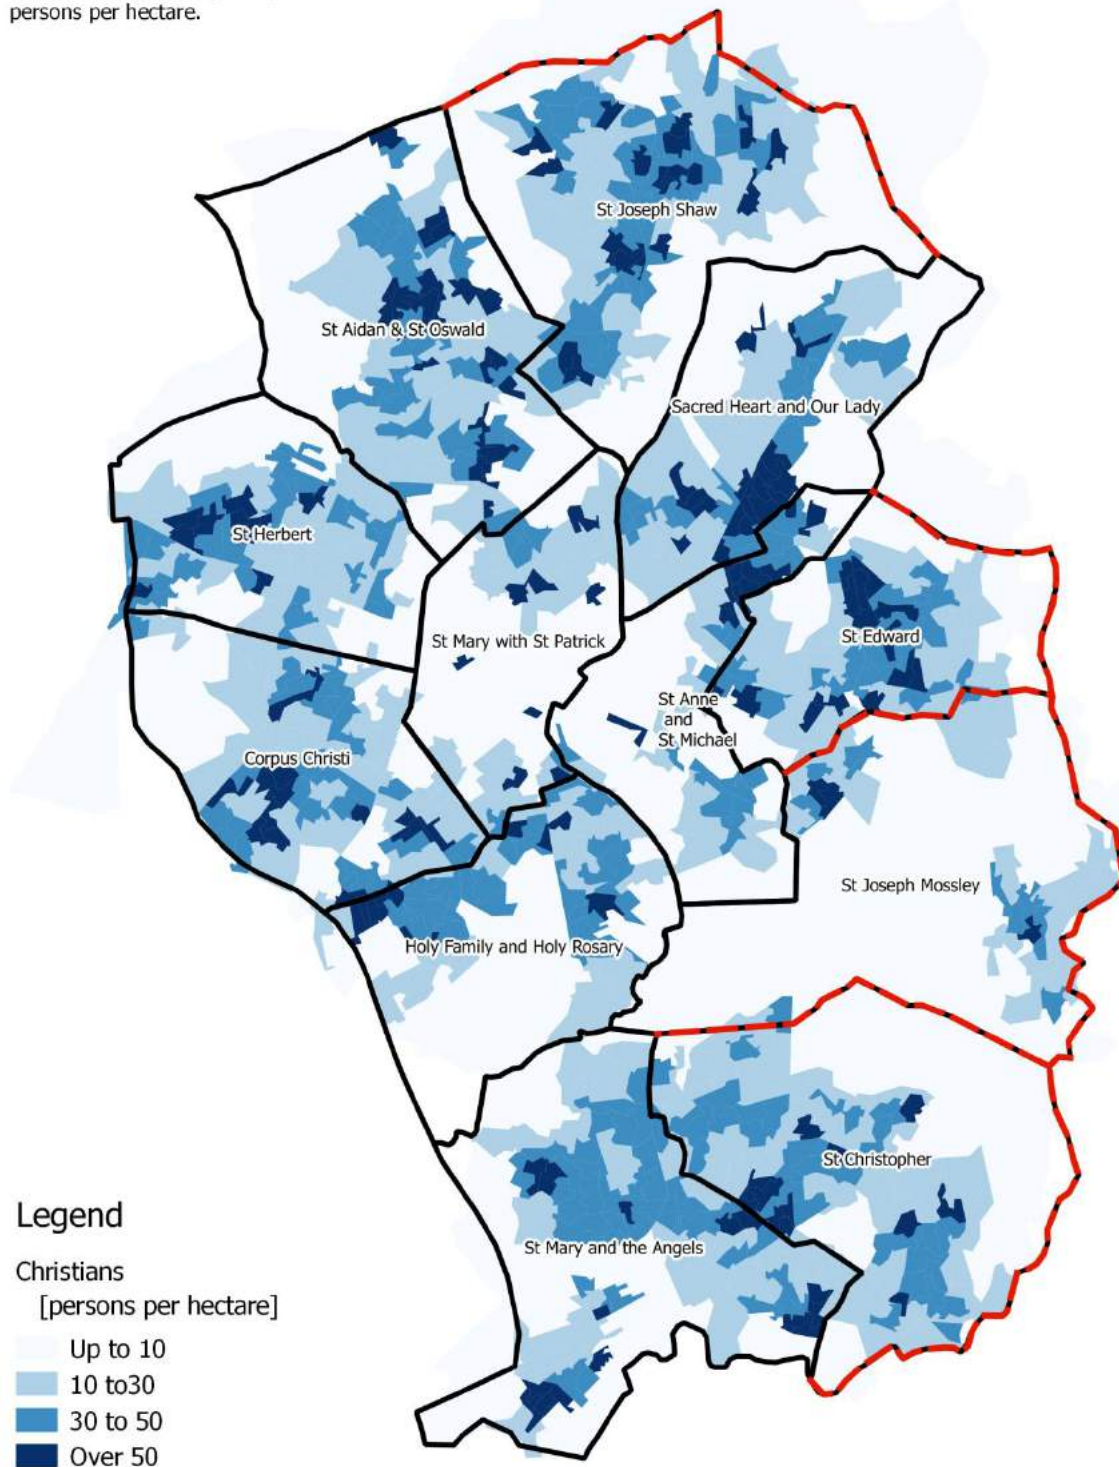 persons per hectare.
St Joseph Shaw
St Aidan & St Oswald
Sacred Heart and Our Lady
St Herbert
St Mary with St Patrick
St Edward
St Anne
and
St Michael
Corpus Christi
St Joseph Mossley
Holy Family and Holy Rosary
St Christopher
St Mary and the Angels
Legend
Christians
[persons per hectare]
Up to 10
10 to30
30 to 50
Over 50